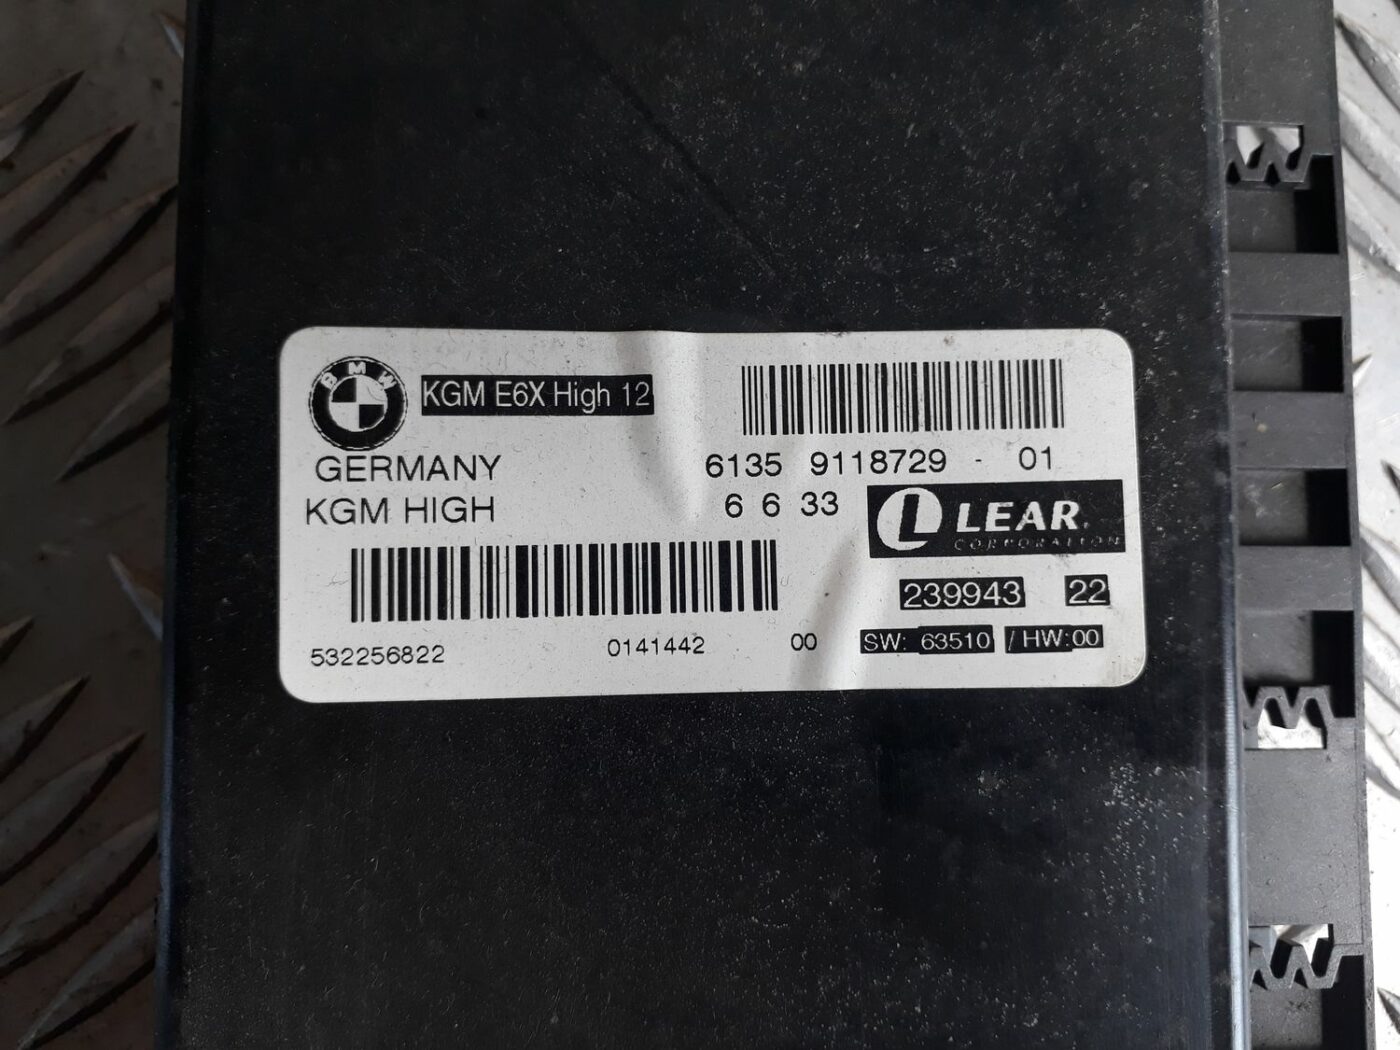 BMW KGM E6X High 12
GERMANY 6135 9118729 - 01
KGM HIGH 6 6 33
LEAR
CORPORATION
239943 22
532256822 0141442 00 SW: 63510 / HW:00